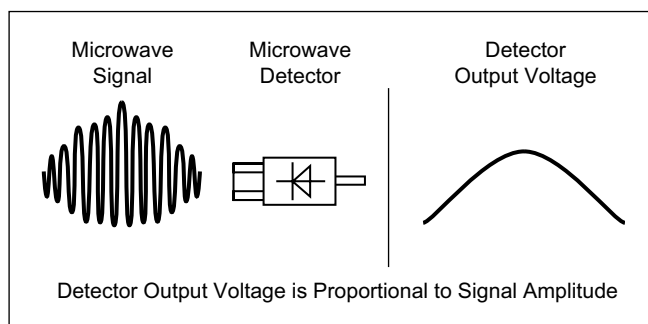 Microwave
Signal
Microwave
Detector
Detector
Output Voltage
Detector Output Voltage is Proportional to Signal Amplitude